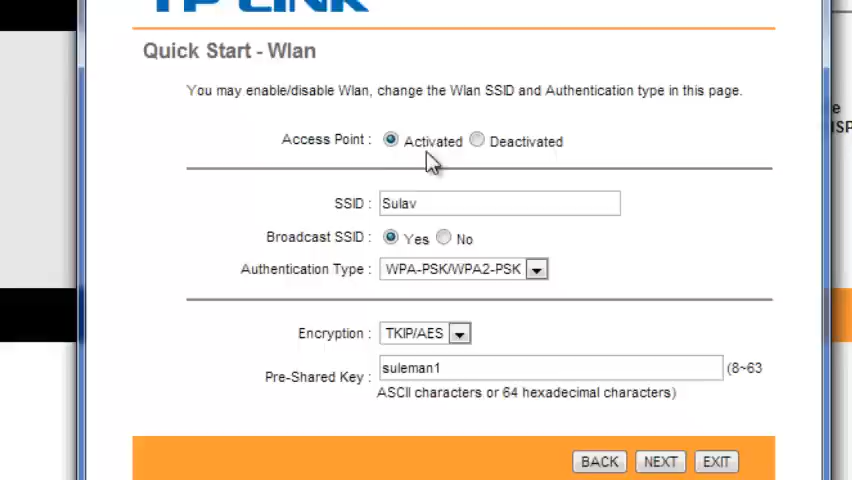 TP-LINK
Quick Start - Wlan
You may enable/disable Wlan, change the Wlan SSID and Authentication type in this page.
Access Point : Activated Deactivated
SSID : Sulav
Broadcast SSID : Yes No
Authentication Type : WPA-PSK/WPA2-PSK
Encryption : TKIP/AES
Pre-Shared Key : suleman1 (8~63
ASCII characters or 64 hexadecimal characters)
BACK NEXT EXIT